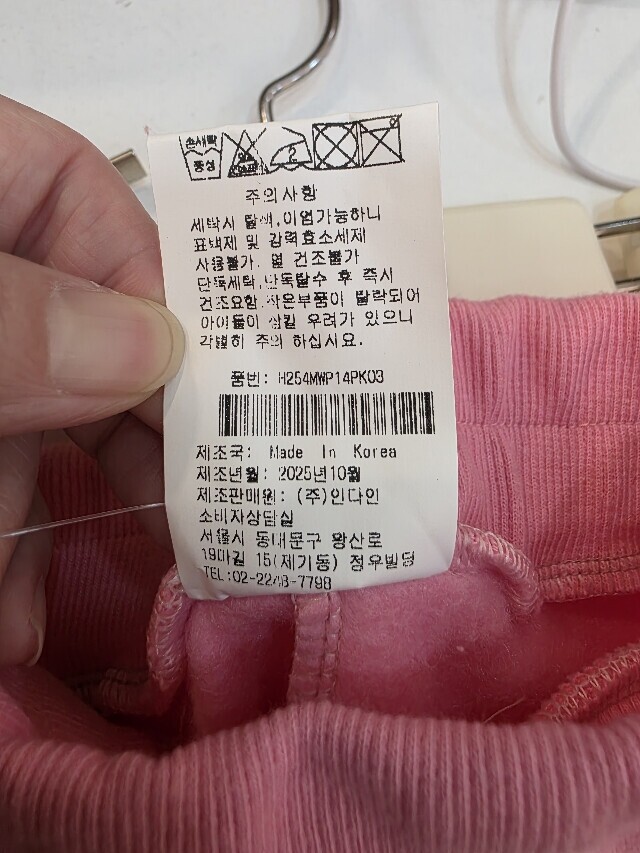 손세탁
중성
2
주의사항
세탁시 탈색,이염가능하니
표백제 및 강력효소세제
사용불가. 열 건조불가
단독세탁,단독탈수 후 즉시
건조요함.작은부품이 탈락되어
아이들이 삼킬 우려가 있으니
각별히 주의 하십시요.
품번: H254MWP14PK03
제조국: Made In Korea
제조년월: 2025년10월
제조판매원: (주)인다인
소비자상담실
서울시 동대문구 왕산로
19마길 15(제기동) 정우빌딩
TEL:02-2248-7798